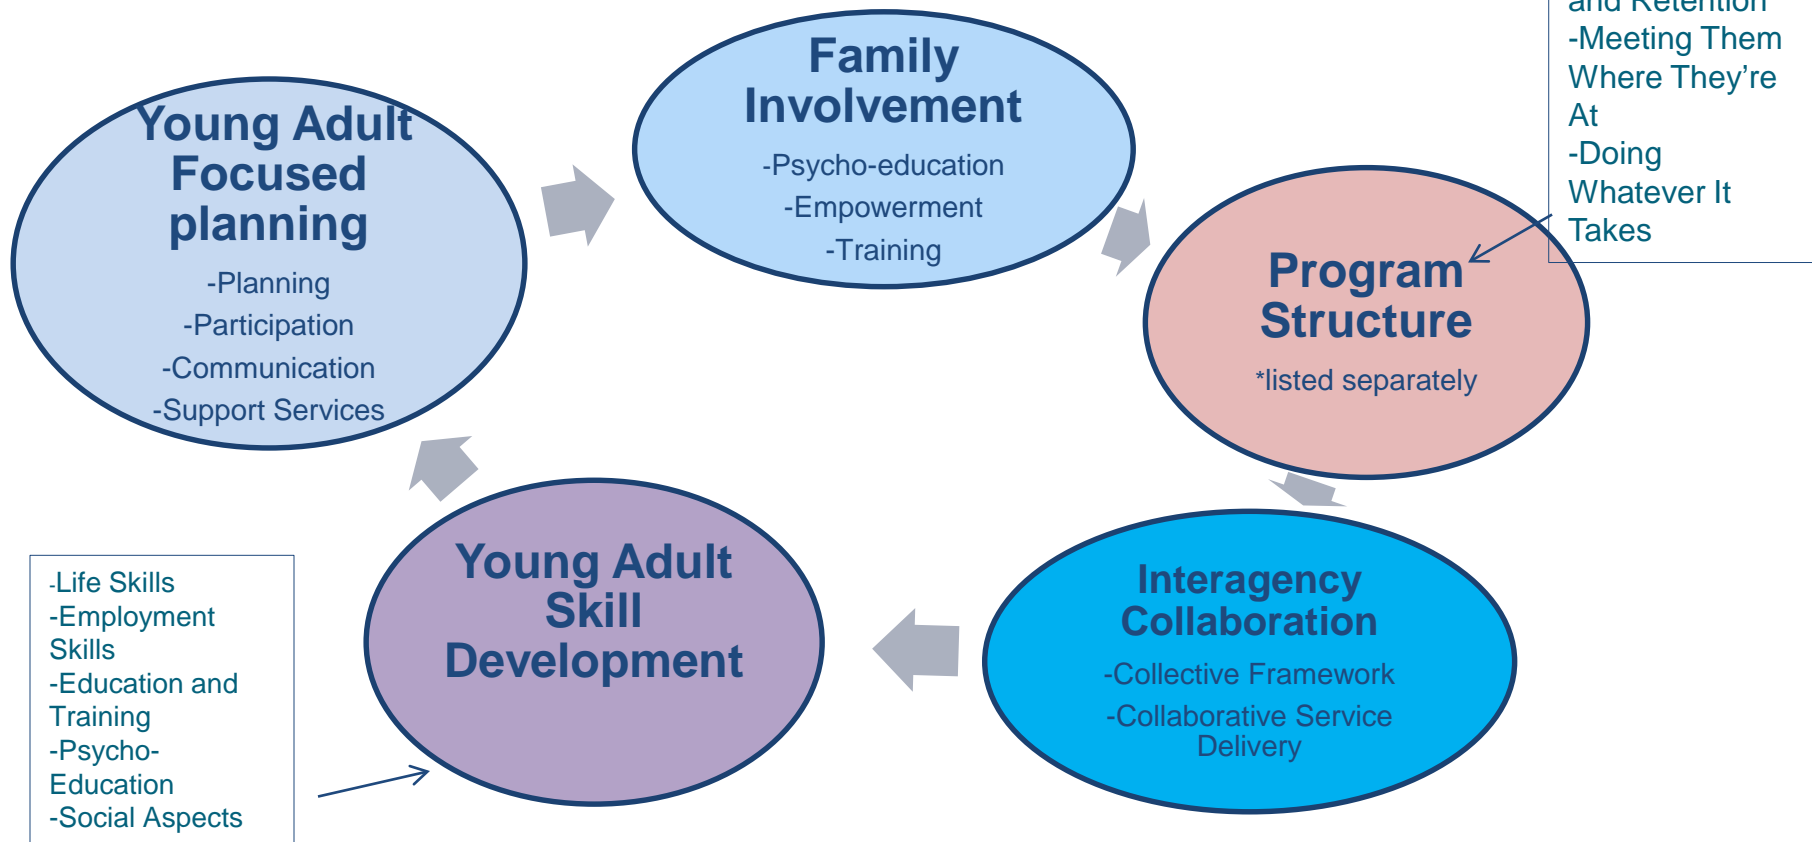 Young Adult
Focused
planning
-Planning
-Participation
-Communication
-Support Services
Family
Involvement
-Psycho-education
-Empowerment
-Training
and Retention
-Meeting Them
Where They’re
At
-Doing
Whatever It
Takes
Program
Structure
*listed separately
Interagency
Collaboration
-Collective Framework
-Collaborative Service
Delivery
Young Adult
Skill
Development
-Life Skills
-Employment
Skills
-Education and
Training
-Psycho-
Education
-Social Aspects